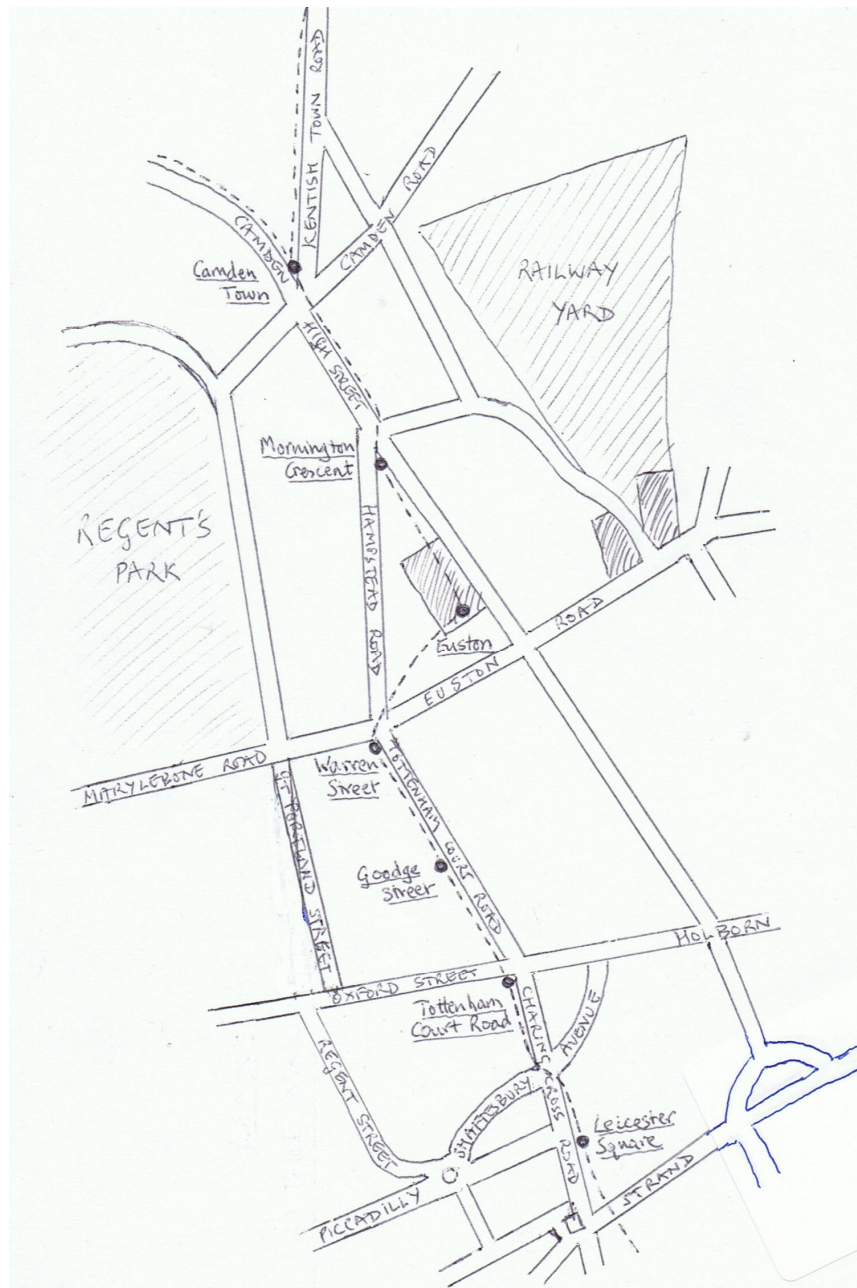 KENTISH TOWN ROAD
CAMDEN ROAD
CAMDEN
HIGH STREET
Camden
Town
RAILWAY
YARD
Mornington
Crescent
REGENT'S
PARK
HAMPSTEAD ROAD
Euston
EUSTON ROAD
MARYLEBONE ROAD
Warren
Street
GT PORTLAND STREET
TOTTENHAM COURT ROAD
Goodge
Street
HOLBORN
OXFORD STREET
Tottenham
Court Road
CHARING CROSS ROAD
SHAFTESBURY AVENUE
REGENT STREET
Leicester
Square
PICCADILLY
STRAND